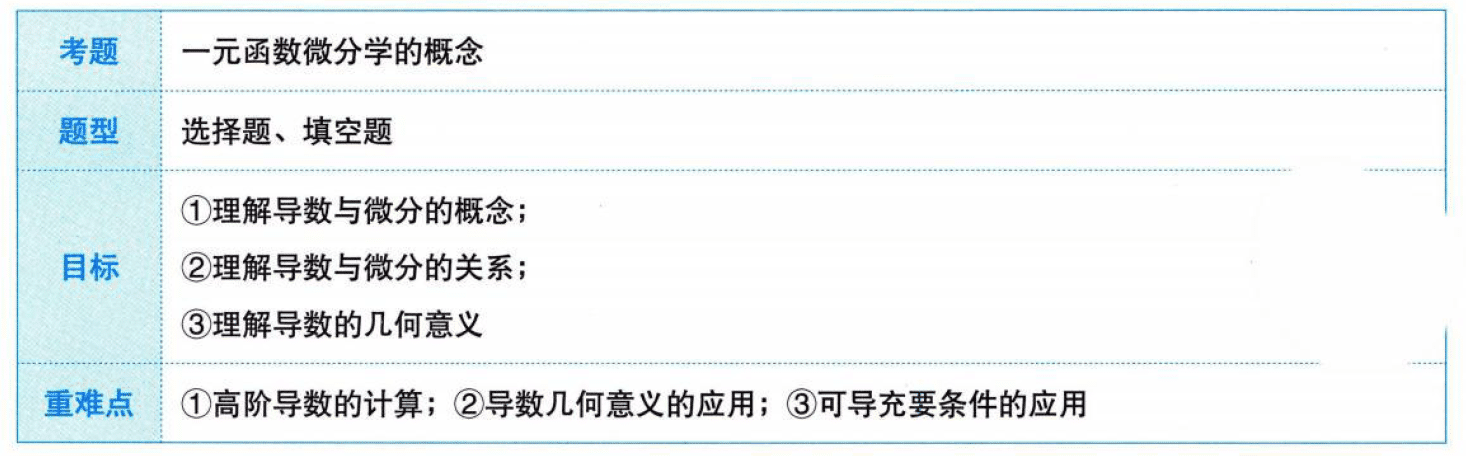 考题 一元函数微分学的概念
题型 选择题、填空题
目标
①理解导数与微分的概念；
②理解导数与微分的关系；
③理解导数的几何意义
重难点 ①高阶导数的计算；②导数几何意义的应用；③可导充要条件的应用